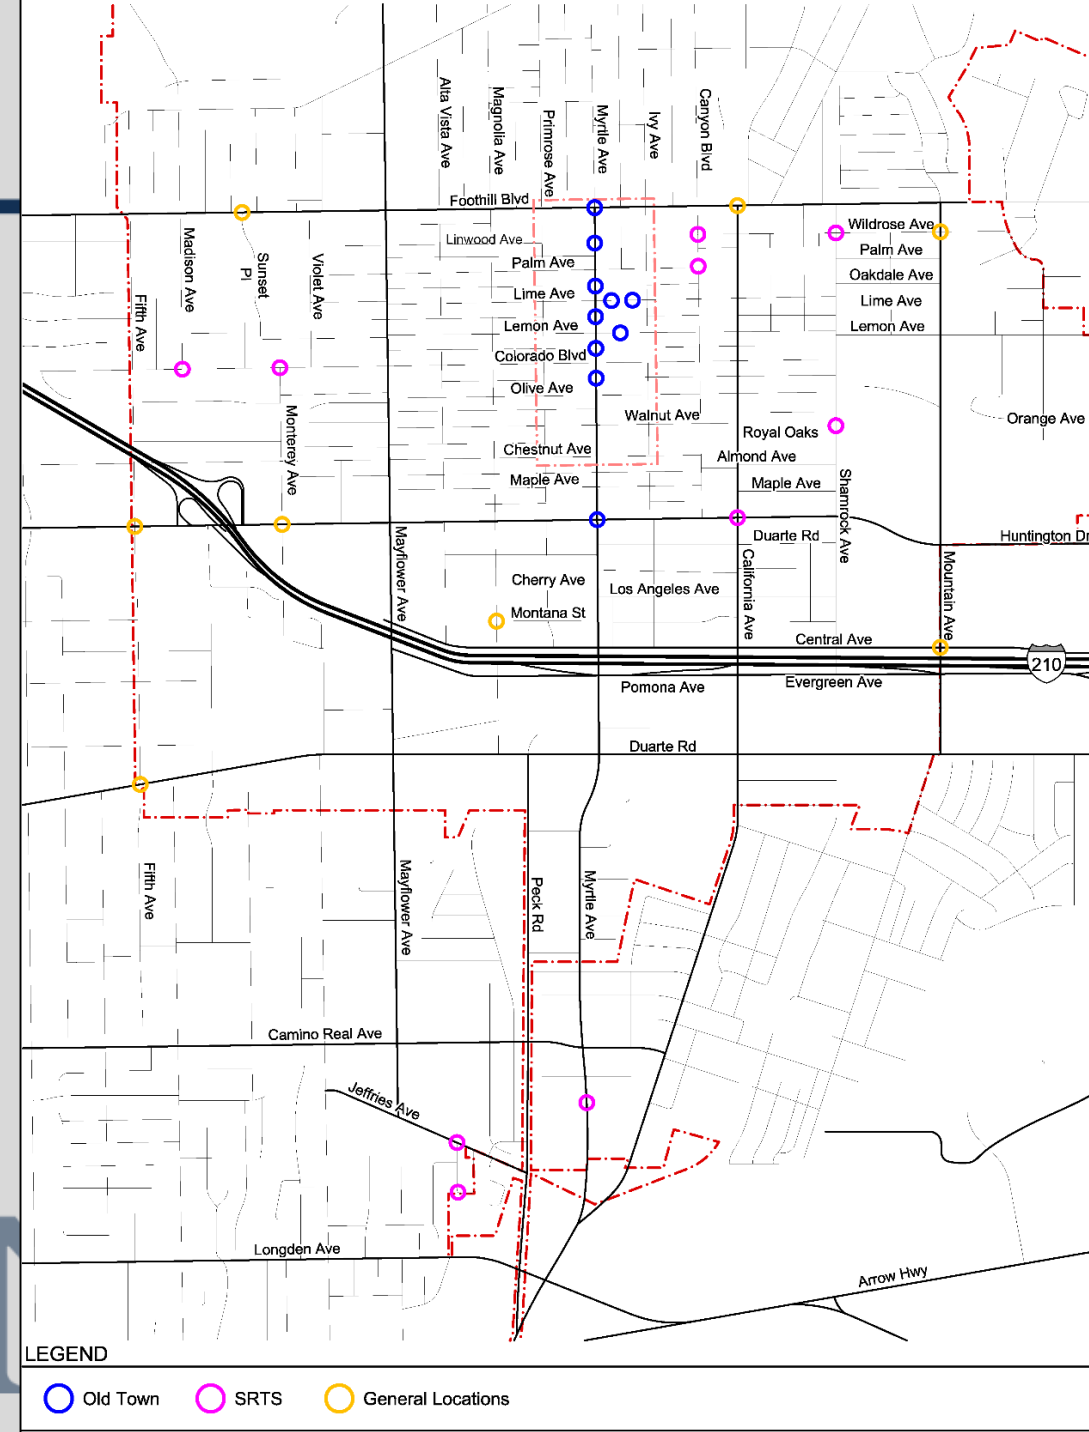 Alta Vista Ave
Magnolia Ave
Primrose Ave
Myrtle Ave
Ivy Ave
Canyon Blvd
Foothill Blvd
Wildrose Ave
Linwood Ave
Palm Ave
Palm Ave
Madison Ave
Sunset Pl
Violet Ave
Oakdale Ave
Fifth Ave
Lime Ave
Lime Ave
Lemon Ave
Lemon Ave
Colorado Blvd
Olive Ave
Walnut Ave
Orange Ave
Monterey Ave
Royal Oaks
Chestnut Ave
Almond Ave
Maple Ave
Maple Ave
Shamrock Ave
Mayflower Ave
Duarte Rd
Huntington Dr
Cherry Ave
Los Angeles Ave
California Ave
Mountain Ave
Montana St
Central Ave
210
Pomona Ave
Evergreen Ave
Duarte Rd
Fifth Ave
Mayflower Ave
Peck Rd
Myrtle Ave
Camino Real Ave
Jeffries Ave
Longden Ave
Arrow Hwy
LEGEND
Old Town
SRTS
General Locations